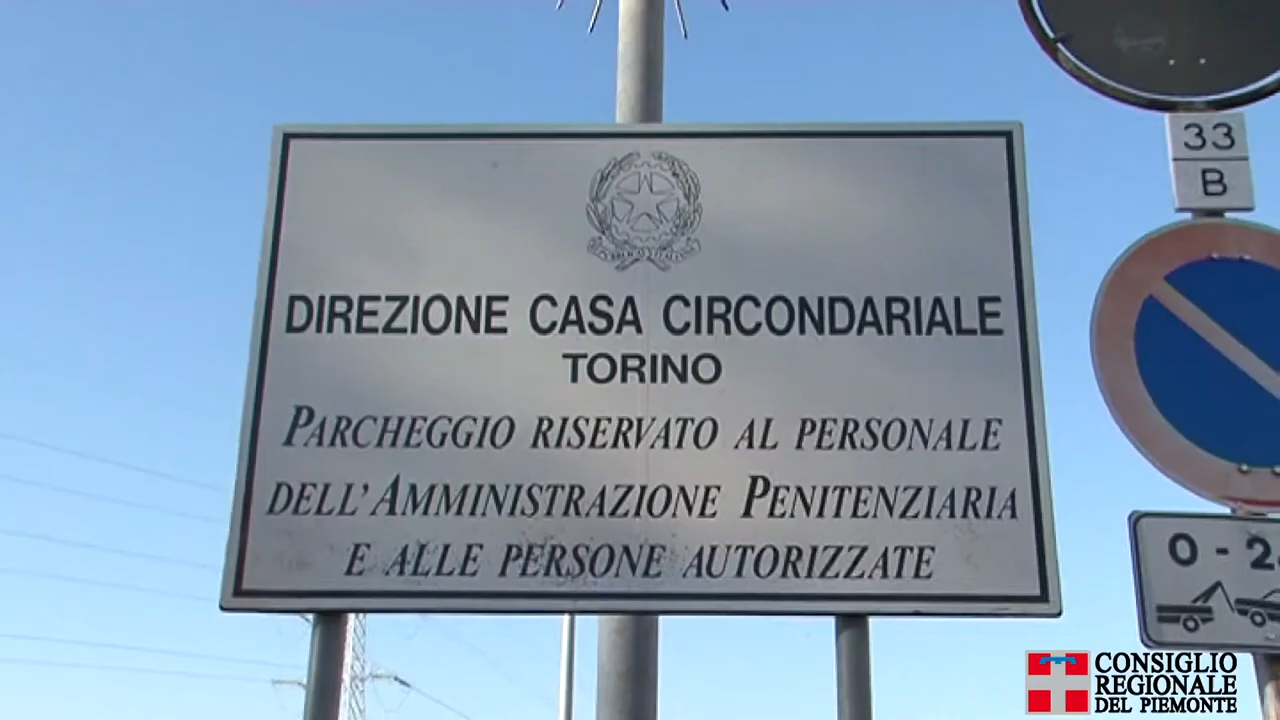 33
B
DIREZIONE CASA CIRCONDARIALE
TORINO
PARCHEGGIO RISERVATO AL PERSONALE
DELL'AMMINISTRAZIONE PENITENZIARIA
E ALLE PERSONE AUTORIZZATE
0 -
CONSIGLIO
REGIONALE
DEL PIEMONTE